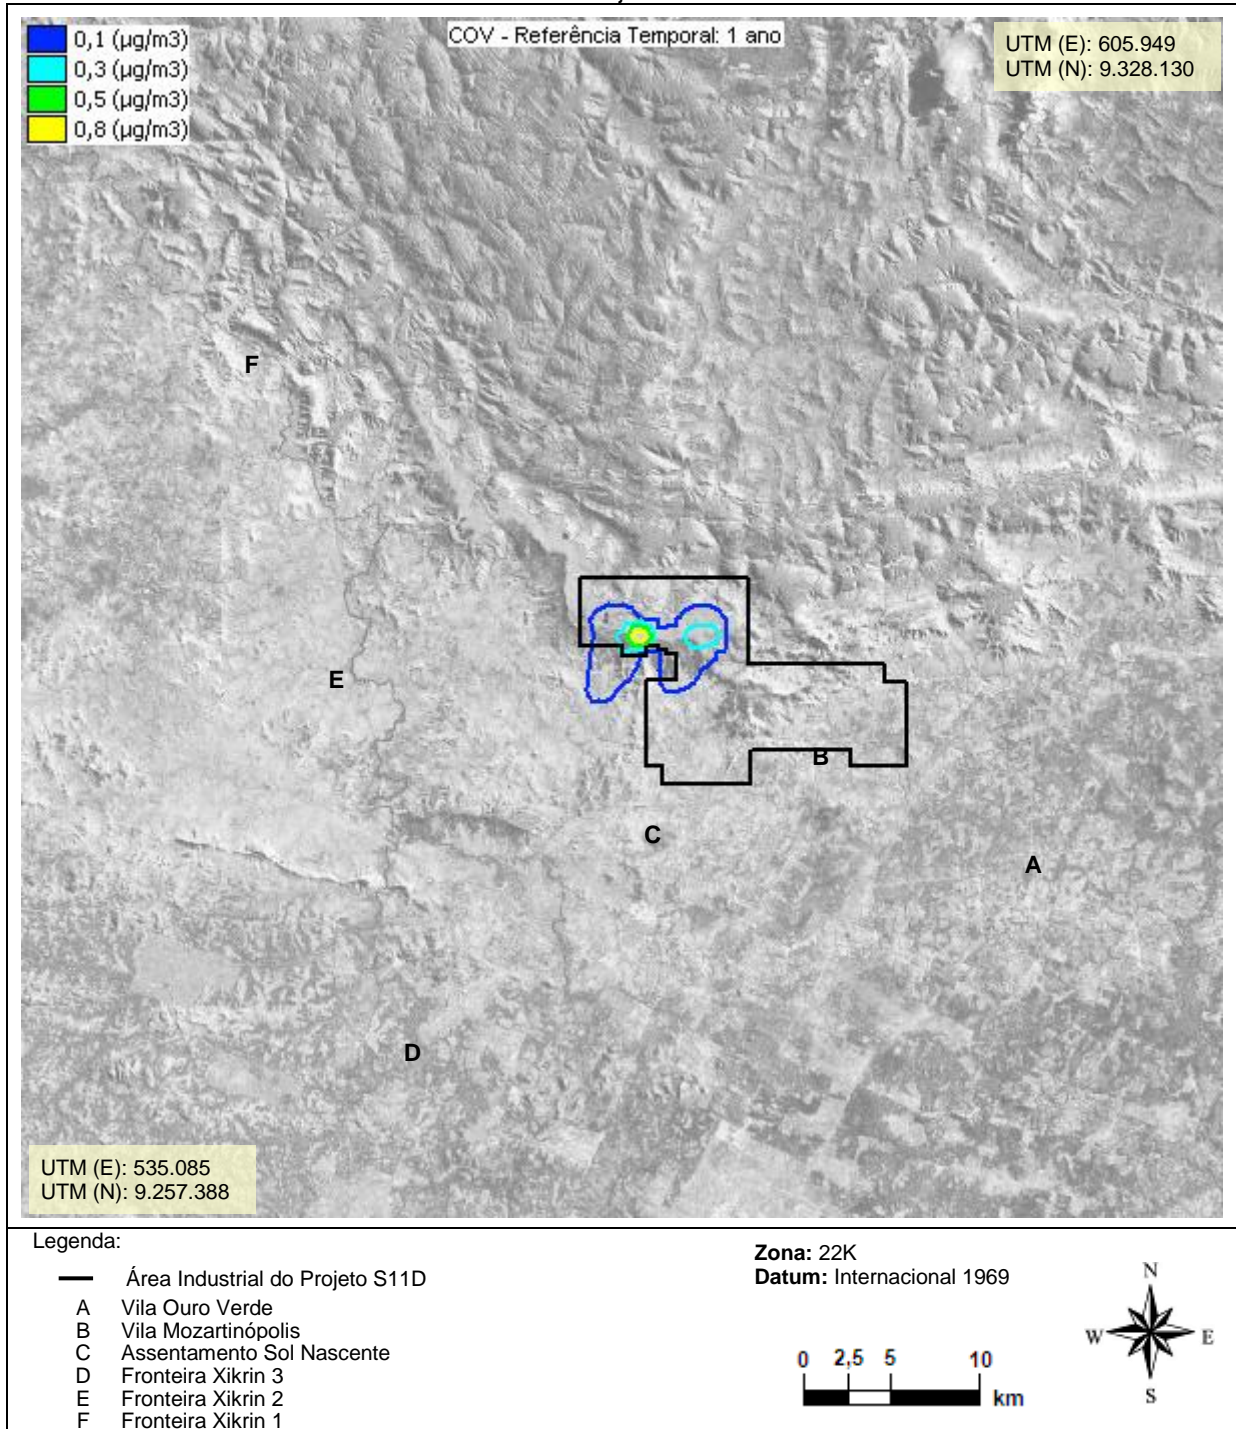 COV - Referência Temporal: 1 ano
0,1 (µg/m3)
0,3 (µg/m3)
0,5 (µg/m3)
0,8 (µg/m3)
UTM (E): 605.949
UTM (N): 9.328.130
F
E
B
C
A
D
UTM (E): 535.085
UTM (N): 9.257.388
Legenda:
Área Industrial do Projeto S11D
A Vila Ouro Verde
B Vila Mozartinópolis
C Assentamento Sol Nascente
D Fronteira Xikrin 3
E Fronteira Xikrin 2
F Fronteira Xikrin 1
Zona: 22K
Datum: Internacional 1969
0 2,5 5 10
km
N
W E
S